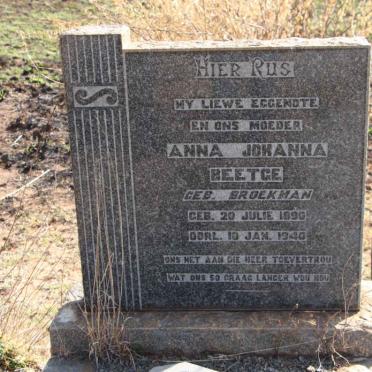 HIER RUS
MY LIEWE EGGENOTE
EN ONS MOEDER
ANNA JOHANNA
BEETGE
GEB. BROEKMAN
GEB. 20 JULIE 1896
OORL. 19 JAN. 1940
ONS HET AAN DIE HEER TOEVERTROU
WAT ONS SO GRAAG LANGER WOU HOU